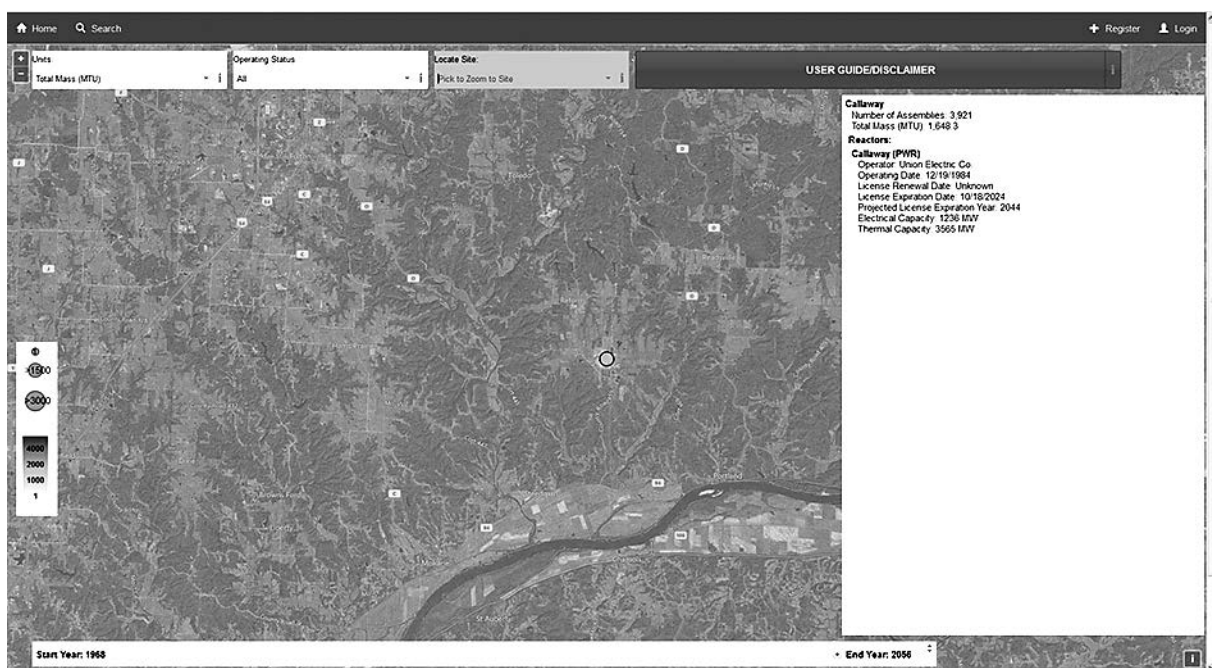 Home Search Register Login
Units: Operating Status Locate Site: USER GUIDE/DISCLAIMER
Total Mass (MTU) All Pick to Zoom to Site
Callaway
Number of Assemblies: 3,921
Total Mass (MTU): 1,648.3
Reactors:
Callaway (PWR)
Operator: Union Electric Co.
Operating Date: 12/19/1984
License Renewal Date: Unknown
License Expiration Date: 10/18/2024
Projected License Expiration Year: 2044
Electrical Capacity: 1236 MW
Thermal Capacity: 3565 MW
Toledo
Readsville
Portland
>1500
>3000
4000
2000
1000
1
Start Year: 1968 End Year: 2056